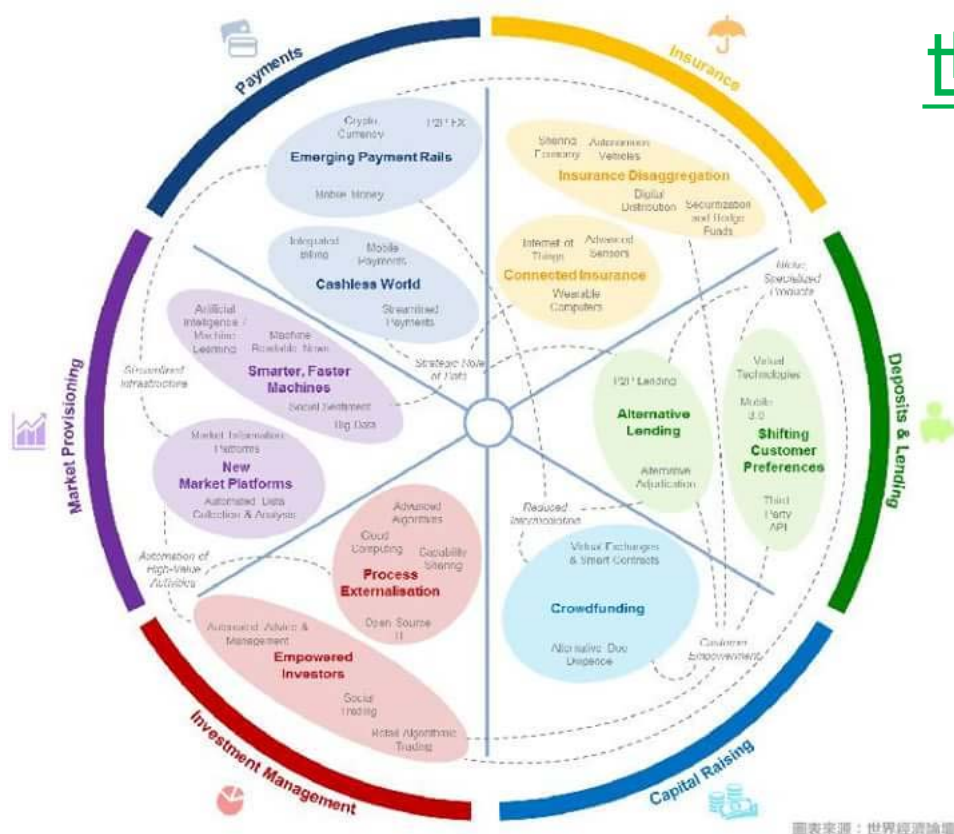 Payments
Insurance
世
Crypto
Currency
P2P FX
Emerging Payment Rails
Mobile Money
Sharing
Economy
Autonomous
Vehicles
Insurance Disaggregation
Digital
Distribution
Securitization
and Hedge
Funds
Integrated
Billing
Mobile
Payments
Cashless World
Streamlined
Payments
Internet of
Things
Advanced
Sensors
Connected Insurance
Wearable
Computers
Niche,
Specialized
Products
Artificial
Intelligence /
Machine
Learning
Machine
Readable News
Smarter, Faster
Machines
Social Sentiment
Big Data
Streamlined
Infrastructure
Strategic Role
of Data
P2P Lending
Alternative
Lending
Alternative
Adjudication
Virtual
Technologies
Mobile
3.0
Shifting
Customer
Preferences
Third
Party
API
Market Provisioning
Deposits & Lending
Market Information
Platforms
New
Market Platforms
Automated Data
Collection & Analysis
Automation of
High-Value
Activities
Advanced
Algorithms
Cloud
Computing
Capability
Sharing
Process
Externalisation
Open Source
IT
Reduced
Intermediation
Virtual Exchanges
& Smart Contracts
Crowdfunding
Alternative Due
Diligence
Customer
Empowerment
Automated Advice &
Management
Empowered
Investors
Social
Trading
Retail Algorithmic
Trading
Investment Management
Capital Raising
圖表來源：世界經濟論壇